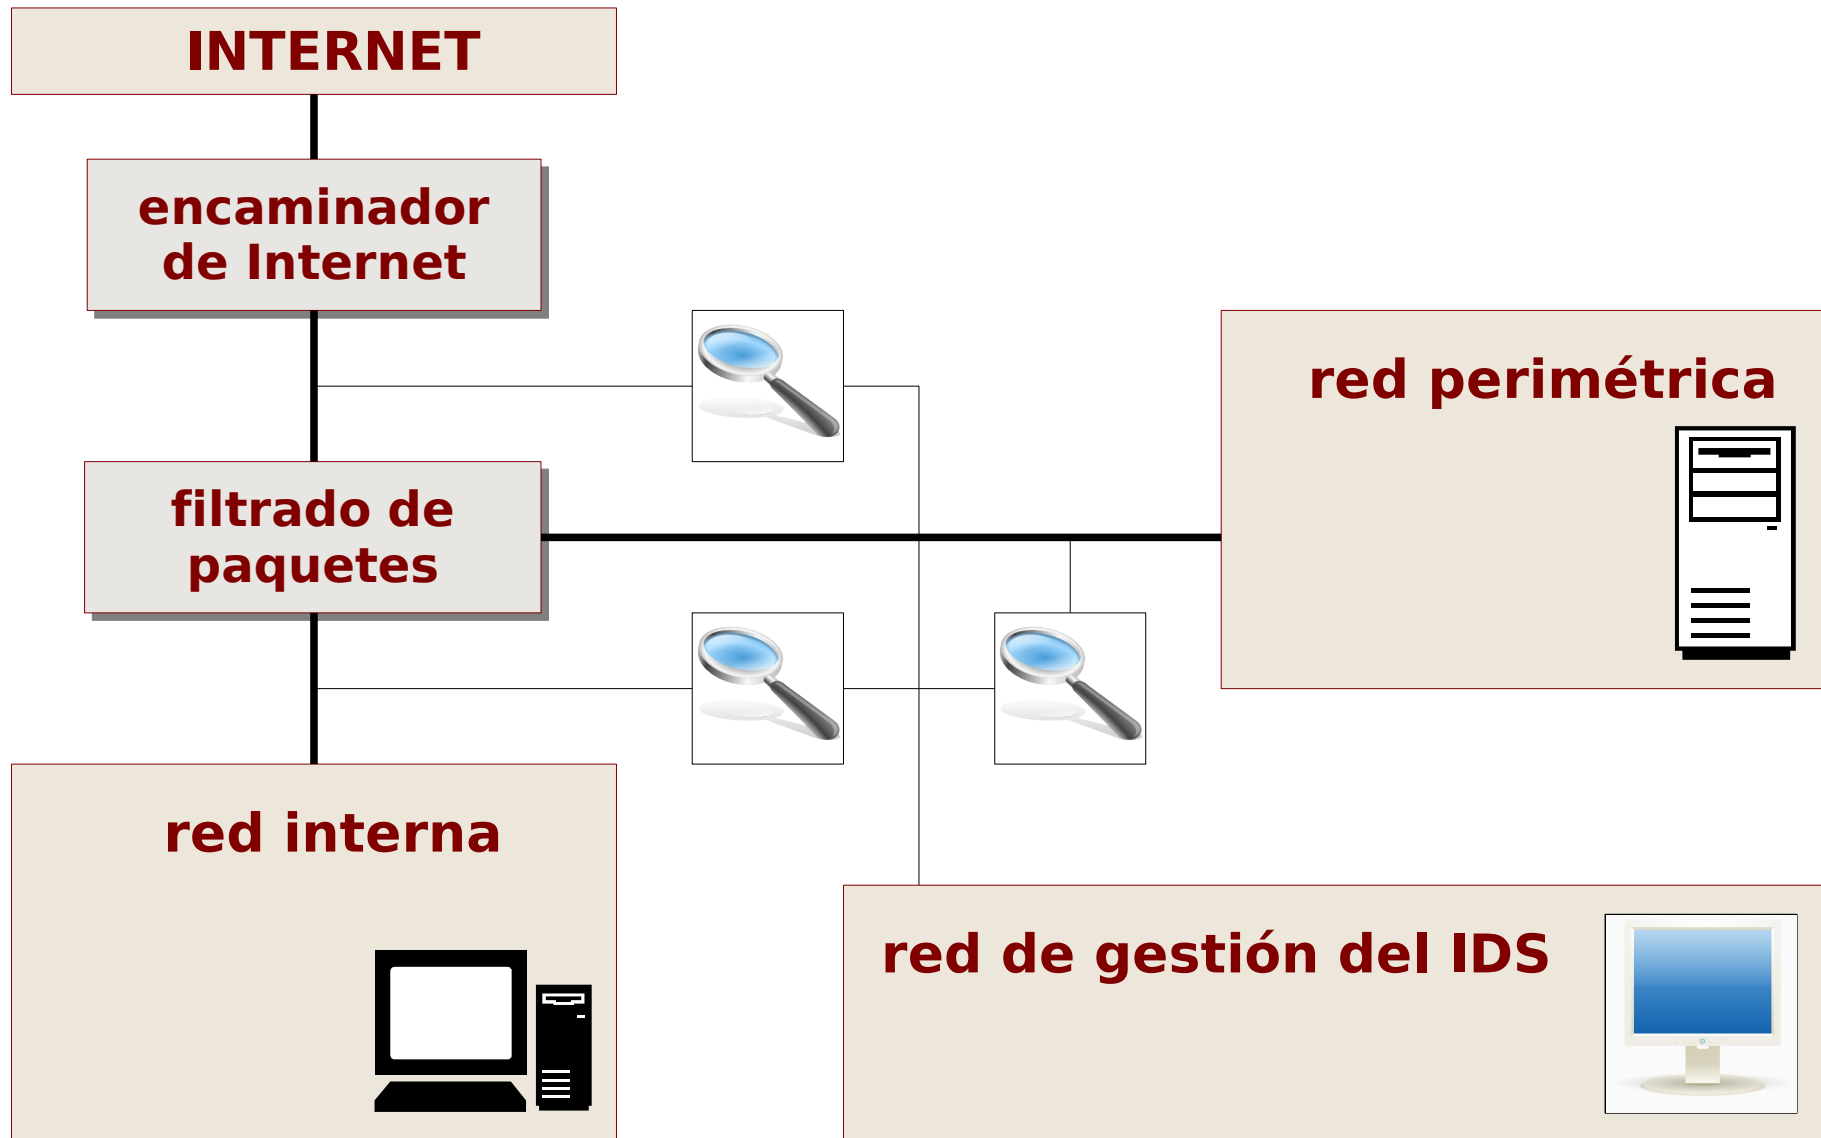 INTERNET
encaminador
de Internet
red perimétrica
filtrado de
paquetes
red interna
red de gestión del IDS